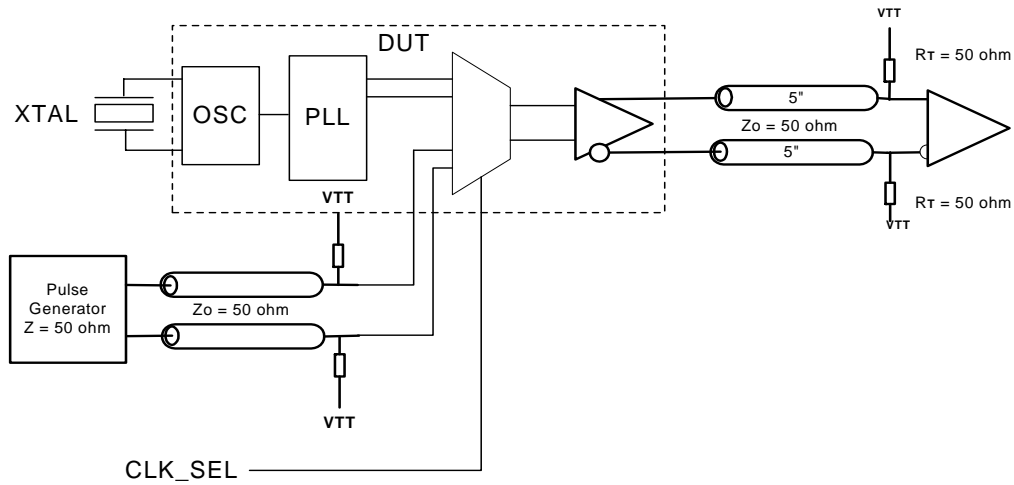 DUT
VTT
RT = 50 ohm
XTAL
OSC
PLL
5"
Zo = 50 ohm
5"
VTT
RT = 50 ohm
VTT
Pulse
Generator
Z = 50 ohm
Zo = 50 ohm
VTT
CLK_SEL